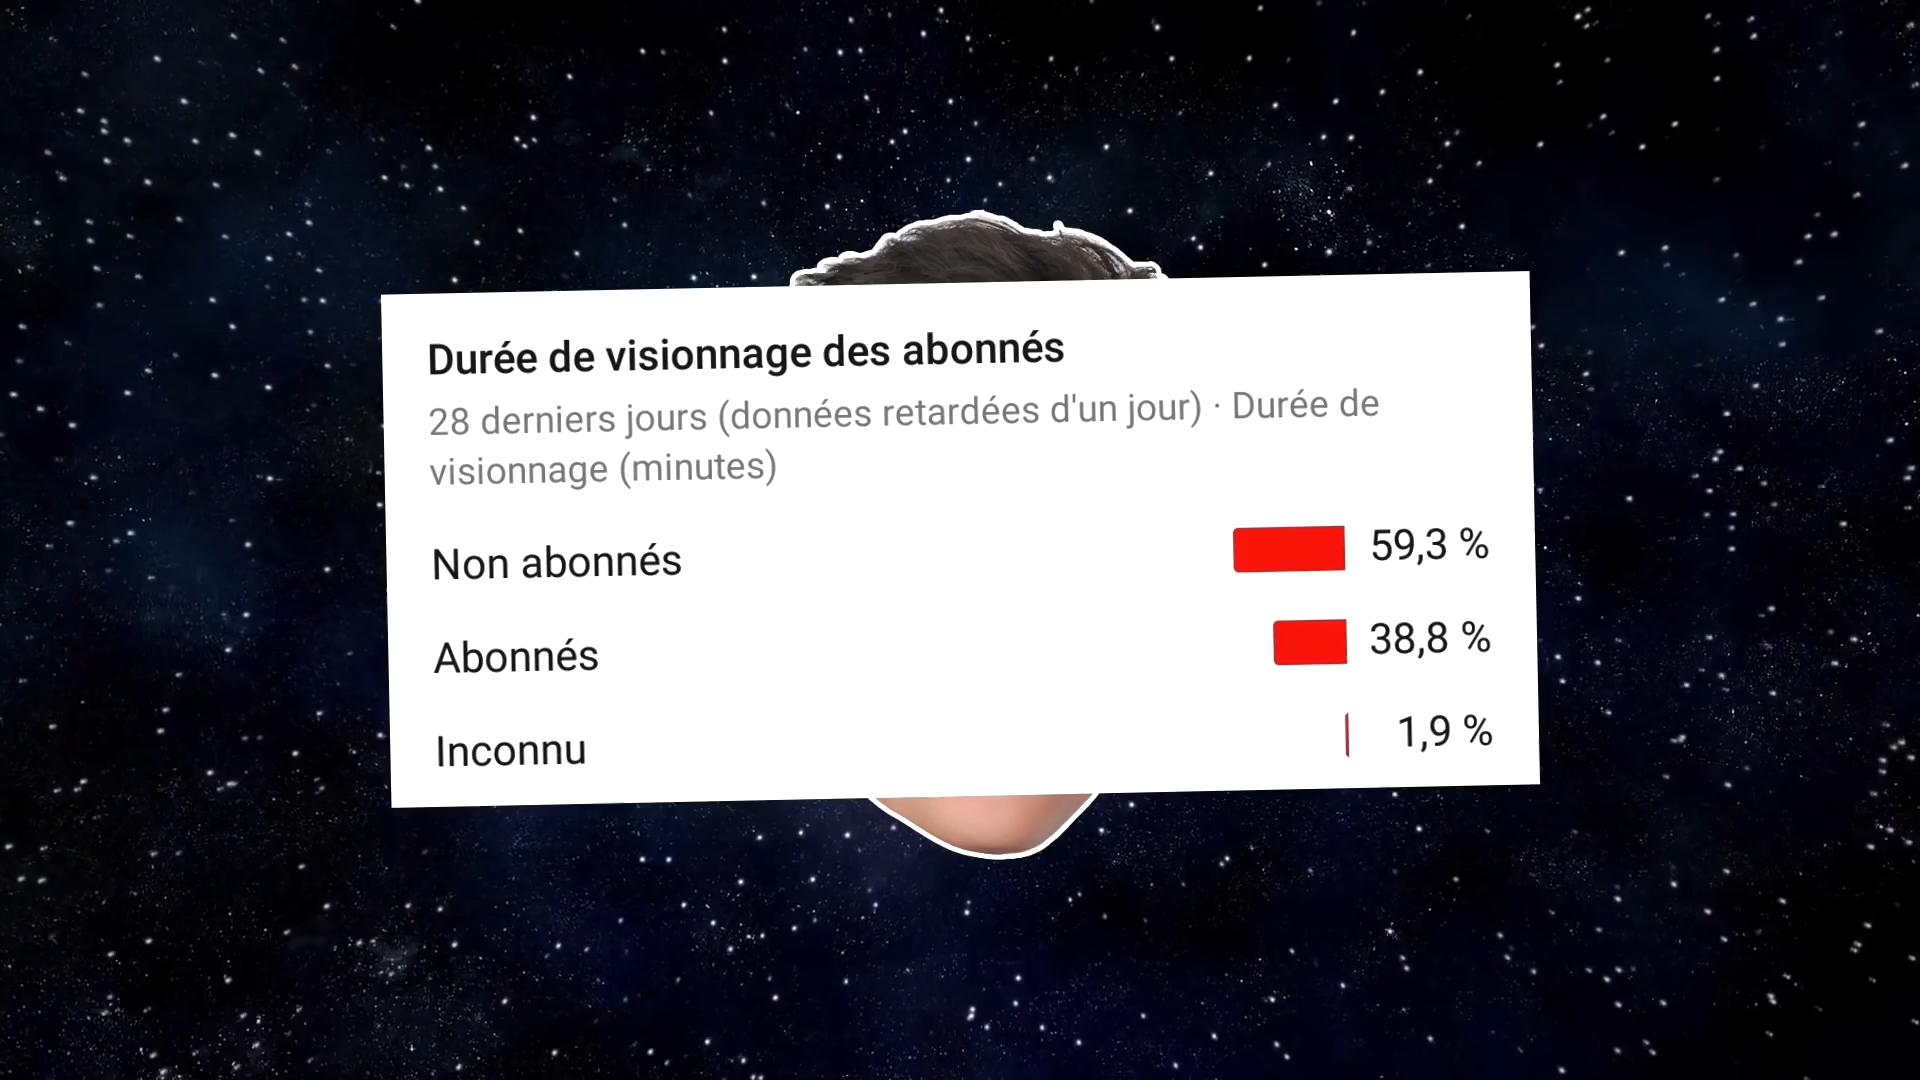 Durée de visionnage des abonnés
28 derniers jours (données retardées d'un jour) · Durée de
visionnage (minutes)
Non abonnés 59,3 %
Abonnés 38,8 %
Inconnu 1,9 %